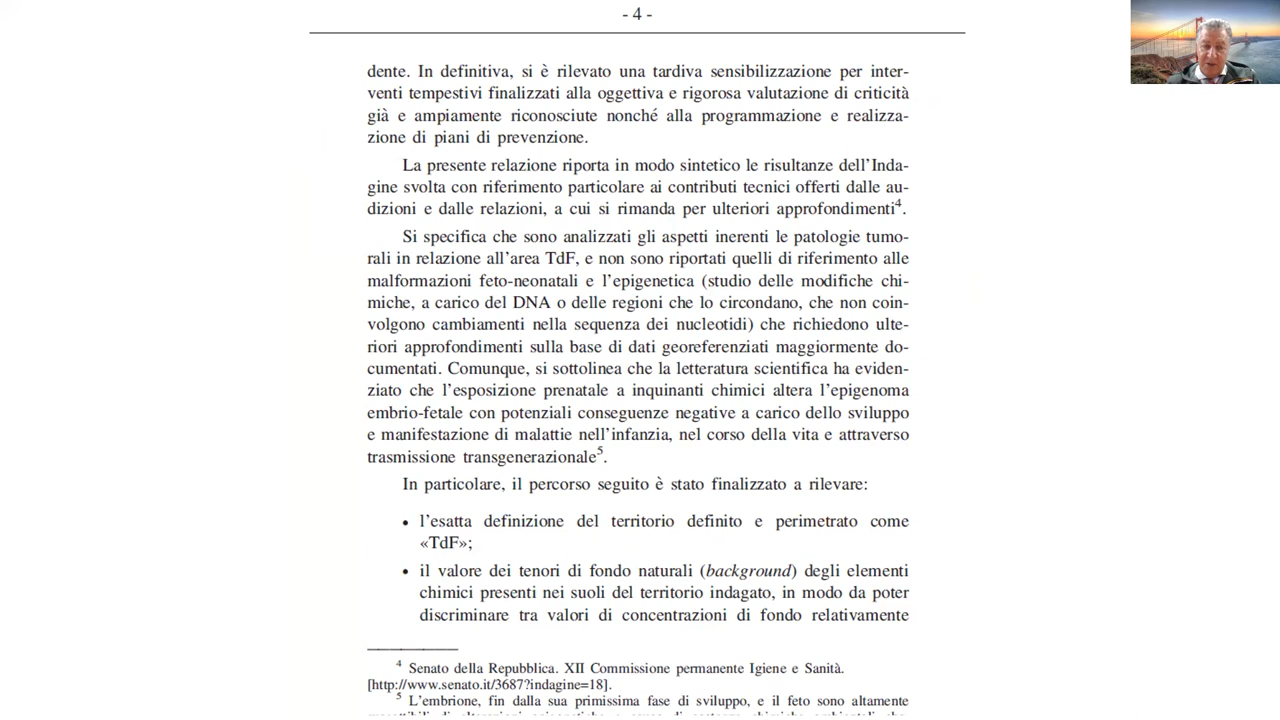 - 4 -
dente. In definitiva, si è rilevato una tardiva sensibilizzazione per inter-
venti tempestivi finalizzati alla oggettiva e rigorosa valutazione di criticità
già e ampiamente riconosciute nonché alla programmazione e realizza-
zione di piani di prevenzione.
La presente relazione riporta in modo sintetico le risultanze dell'Inda-
gine svolta con riferimento particolare ai contributi tecnici offerti dalle au-
dizioni e dalle relazioni, a cui si rimanda per ulteriori approfondimenti4.
Si specifica che sono analizzati gli aspetti inerenti le patologie tumo-
rali in relazione all'area TdF, e non sono riportati quelli di riferimento alle
malformazioni feto-neonatali e l'epigenetica (studio delle modifiche chi-
miche, a carico del DNA o delle regioni che lo circondano, che non coin-
volgono cambiamenti nella sequenza dei nucleotidi) che richiedono ulte-
riori approfondimenti sulla base di dati georeferenziati maggiormente do-
cumentati. Comunque, si sottolinea che la letteratura scientifica ha eviden-
ziato che l'esposizione prenatale a inquinanti chimici altera l'epigenoma
embrio-fetale con potenziali conseguenze negative a carico dello sviluppo
e manifestazione di malattie nell'infanzia, nel corso della vita e attraverso
trasmissione transgenerazionale5.
In particolare, il percorso seguito è stato finalizzato a rilevare:
• l'esatta definizione del territorio definito e perimetrato come
«TdF»;
• il valore dei tenori di fondo naturali (background) degli elementi
chimici presenti nei suoli del territorio indagato, in modo da poter
discriminare tra valori di concentrazioni di fondo relativamente
4 Senato della Repubblica. XII Commissione permanente Igiene e Sanità.
[http://www.senato.it/3687?indagine=18].
5 L'embrione, fin dalla sua primissima fase di sviluppo, e il feto sono altamente